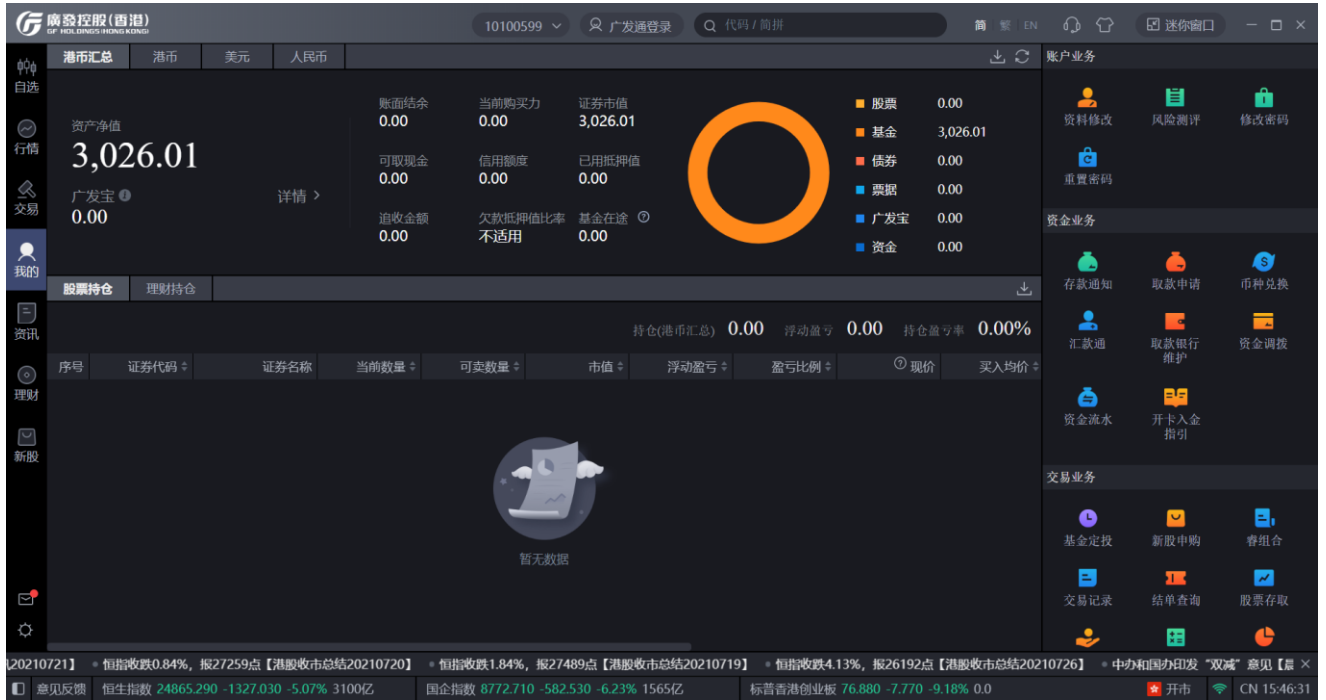 廣發控股(香港)
GF HOLDINGS (HONG KONG)
10100599
广发通登录
代码 / 简拼
简 繁 EN
迷你窗口
自选
行情
交易
我的
资讯
理财
新股
港币汇总 港币 美元 人民币
资产净值
3,026.01
广发宝
0.00
详情
账面结余 当前购买力 证券市值
0.00 0.00 3,026.01
可取现金 信用额度 已用抵押值
0.00 0.00 0.00
追收金额 欠款抵押值比率 基金在途
0.00 不适用 0.00
股票 0.00
基金 3,026.01
债券 0.00
票据 0.00
广发宝 0.00
资金 0.00
股票持仓 理财持仓
持仓(港币汇总) 0.00 浮动盈亏 0.00 持仓盈亏率 0.00%
序号 证券代码 证券名称 当前数量 可卖数量 市值 浮动盈亏 盈亏比例 现价 买入均价
暂无数据
账户业务
资料修改 风险测评 修改密码
重置密码
资金业务
存款通知 取款申请 币种兑换
汇款通 取款银行 资金调拨
维护
资金流水 开卡入金
指引
交易业务
基金定投 新股申购 睿组合
交易记录 结单查询 股票存取
20210721】 恒指收跌0.84%，报27259点【港股收市总结20210720】 恒指收跌1.84%，报27489点【港股收市总结20210719】 恒指收跌4.13%，报26192点【港股收市总结20210726】 中办和国办印发“双减”意见【
意见反馈 恒生指数 24865.290 -1327.030 -5.07% 3100亿 国企指数 8772.710 -582.530 -6.23% 1565亿 标普香港创业板 76.880 -7.770 -9.18% 0.0 开市 CN 15:46:31